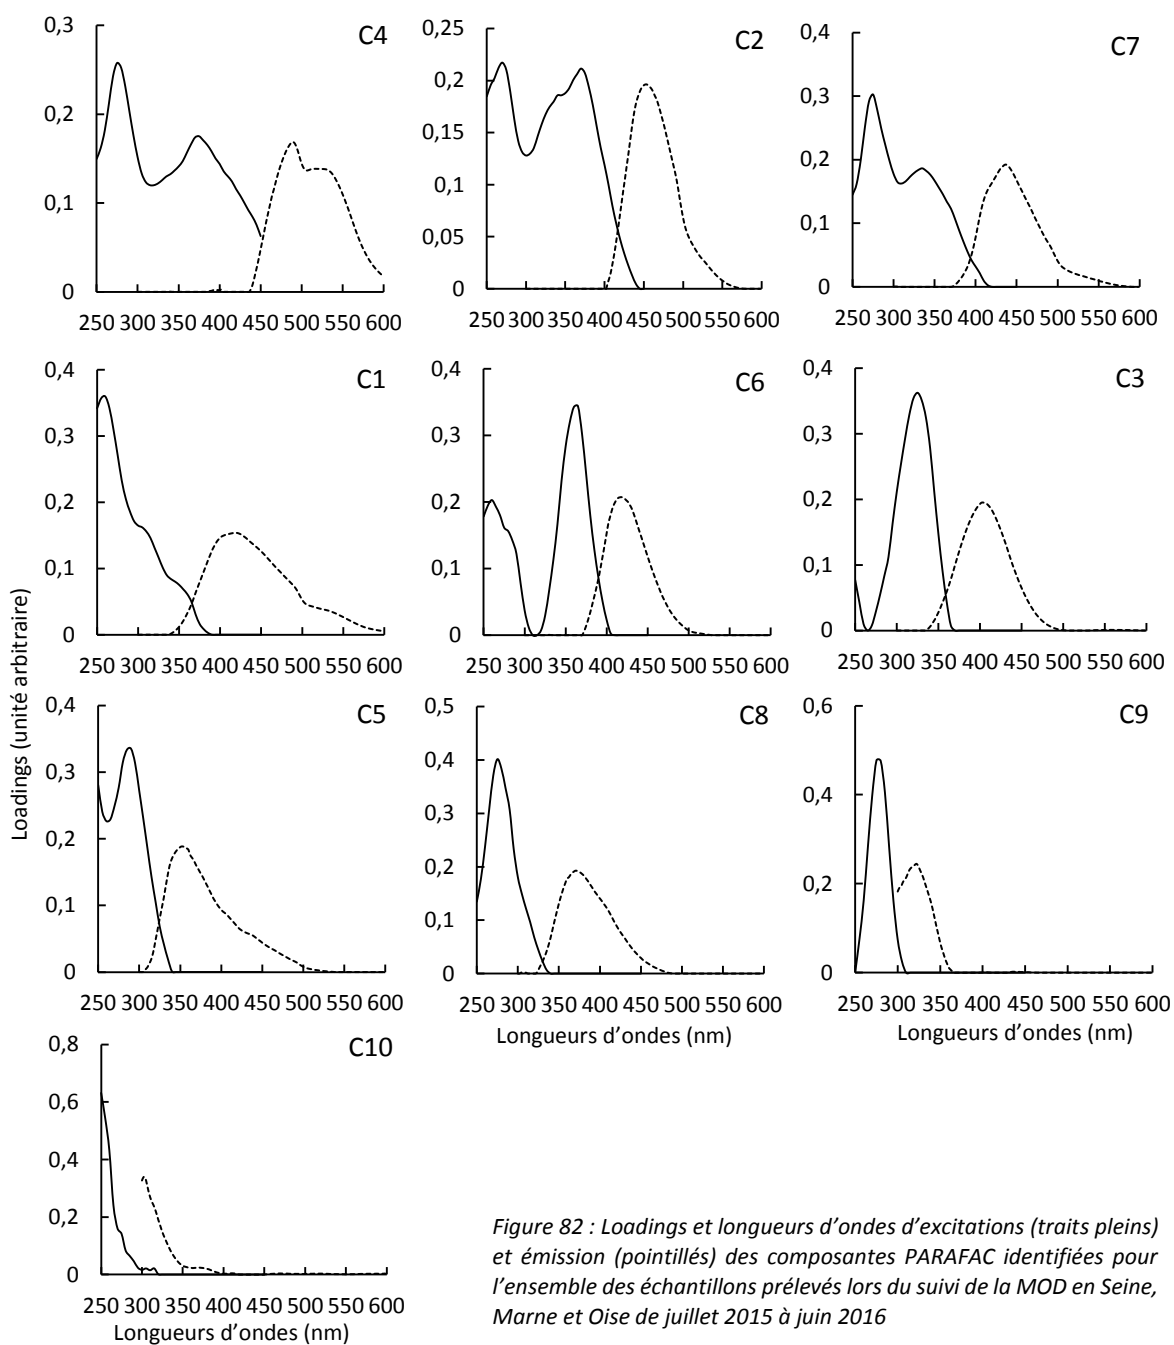 C4
0,3
0,2
0,1
0
250 300 350 400 450 500 550 600
C2
0,25
0,2
0,15
0,1
0,05
0
250 300 350 400 450 500 550 600
C7
0,4
0,3
0,2
0,1
0
250 300 350 400 450 500 550 600
C1
0,4
0,3
0,2
0,1
0
250 300 350 400 450 500 550 600
C6
0,4
0,3
0,2
0,1
0
250 300 350 400 450 500 550 600
C3
0,4
0,3
0,2
0,1
0
250 300 350 400 450 500 550 600
Loadings (unité arbitraire)
C5
0,4
0,3
0,2
0,1
0
250 300 350 400 450 500 550 600
C8
0,5
0,4
0,3
0,2
0,1
0
250 300 350 400 450 500 550 600
Longueurs d’ondes (nm)
C9
0,6
0,4
0,2
0
250 300 350 400 450 500 550 600
Longueurs d’ondes (nm)
C10
0,8
0,6
0,4
0,2
0
250 300 350 400 450 500 550 600
Longueurs d’ondes (nm)
Figure 82 : Loadings et longueurs d’ondes d’excitations (traits pleins)
et émission (pointillés) des composantes PARAFAC identifiées pour
l’ensemble des échantillons prélevés lors du suivi de la MOD en Seine,
Marne et Oise de juillet 2015 à juin 2016